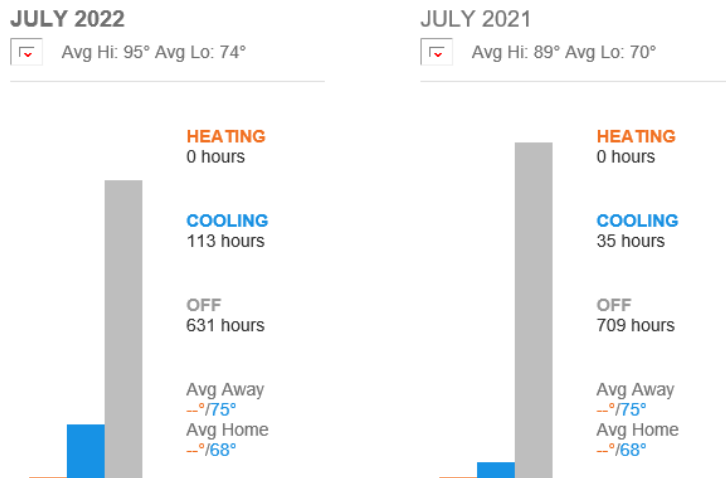 JULY 2022
Avg Hi: 95° Avg Lo: 74°
HEATING
0 hours
COOLING
113 hours
OFF
631 hours
Avg Away
--°/75°
Avg Home
--°/68°
JULY 2021
Avg Hi: 89° Avg Lo: 70°
HEATING
0 hours
COOLING
35 hours
OFF
709 hours
Avg Away
--°/75°
Avg Home
--°/68°